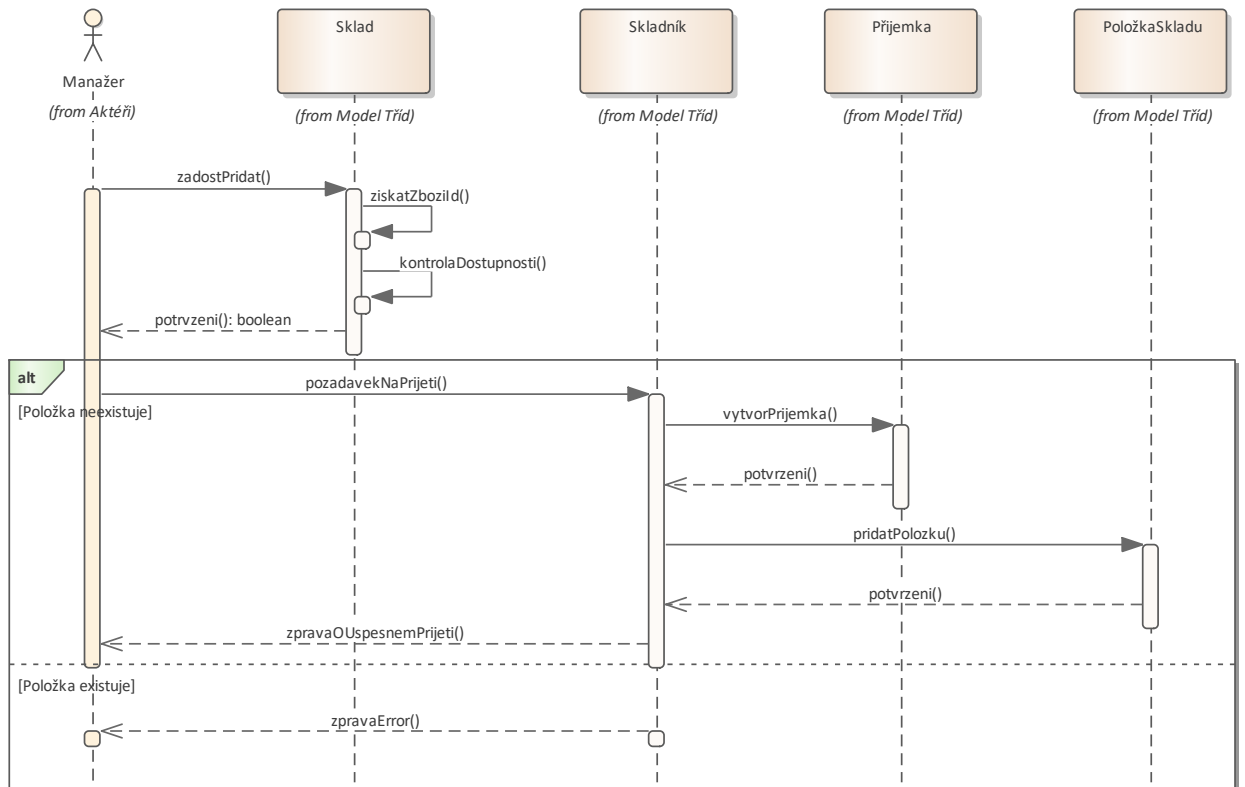 Manažer
(from Aktéři)
Sklad
(from Model Tříd)
Skladník
(from Model Tříd)
Přijemka
(from Model Tříd)
PoložkaSkladu
(from Model Tříd)
zadostPridat()
ziskatZboziId()
kontrolaDostupnosti()
potrvzeni(): boolean
alt
pozadavekNaPrijeti()
[Položka neexistuje]
vytvorPrijemka()
potvrzeni()
pridatPolozku()
potvrzeni()
zpravaOUspesnemPrijeti()
[Položka existuje]
zpravaError()